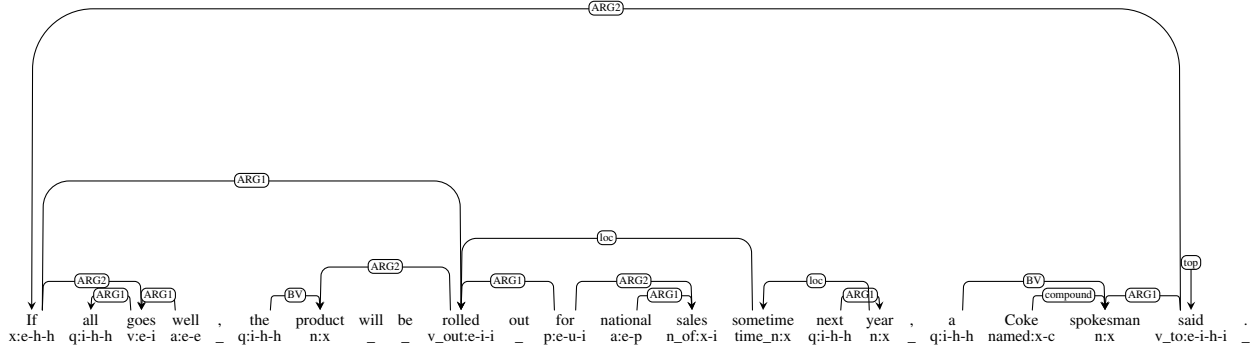 ARG2
ARG1
loc
ARG2
ARG2 ARG1 ARG1 BV ARG1 ARG2 ARG1 loc ARG1 BV compound ARG1 top
If all goes well , the product will be rolled out for national sales sometime next year , a Coke spokesman said .
x:e-h-h q:i-h-h v:e-i a:e-e _ q:i-h-h n:x _ _ v_out:e-i-i _ p:e-u-i a:e-p n_of:x-i time_n:x q:i-h-h n:x _ q:i-h-h named:x-c n:x v_to:e-i-h-i _